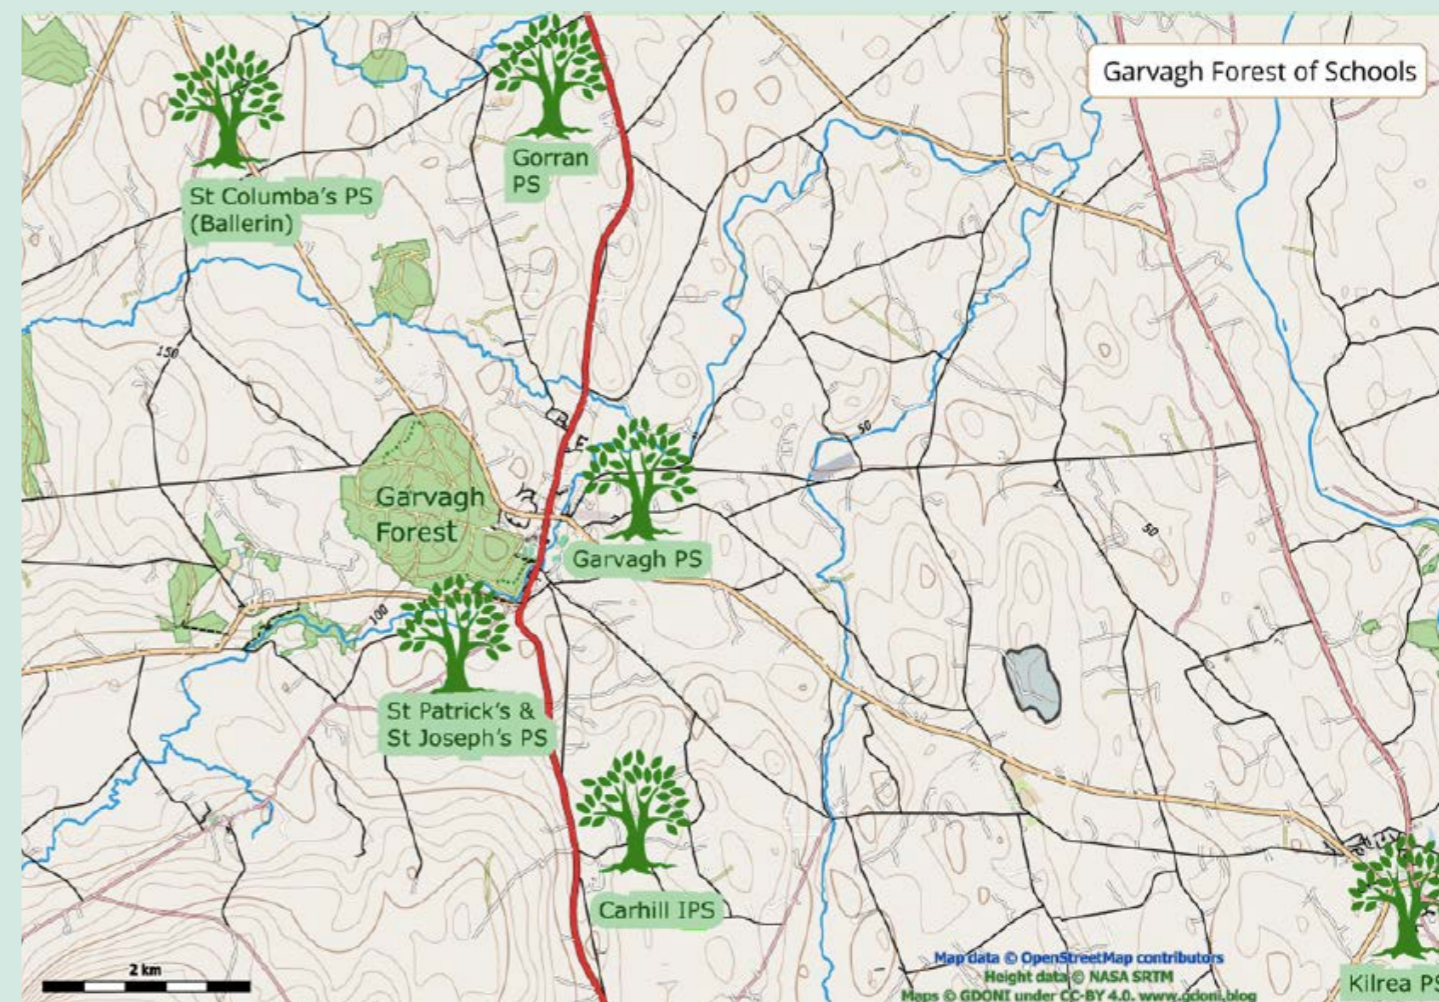 Garvagh Forest of Schools
Gorran
PS
St Columba's PS
(Ballerin)
150
50
Garvagh
Forest
50
Garvagh PS
100
St Patrick's &
St Joseph's PS
Carhill IPS
2 km
Map data © OpenStreetMap contributors
Height data © NASA SRTM
Maps © GDONI under CC-BY 4.0. www.gdoni.blog
Kilrea PS